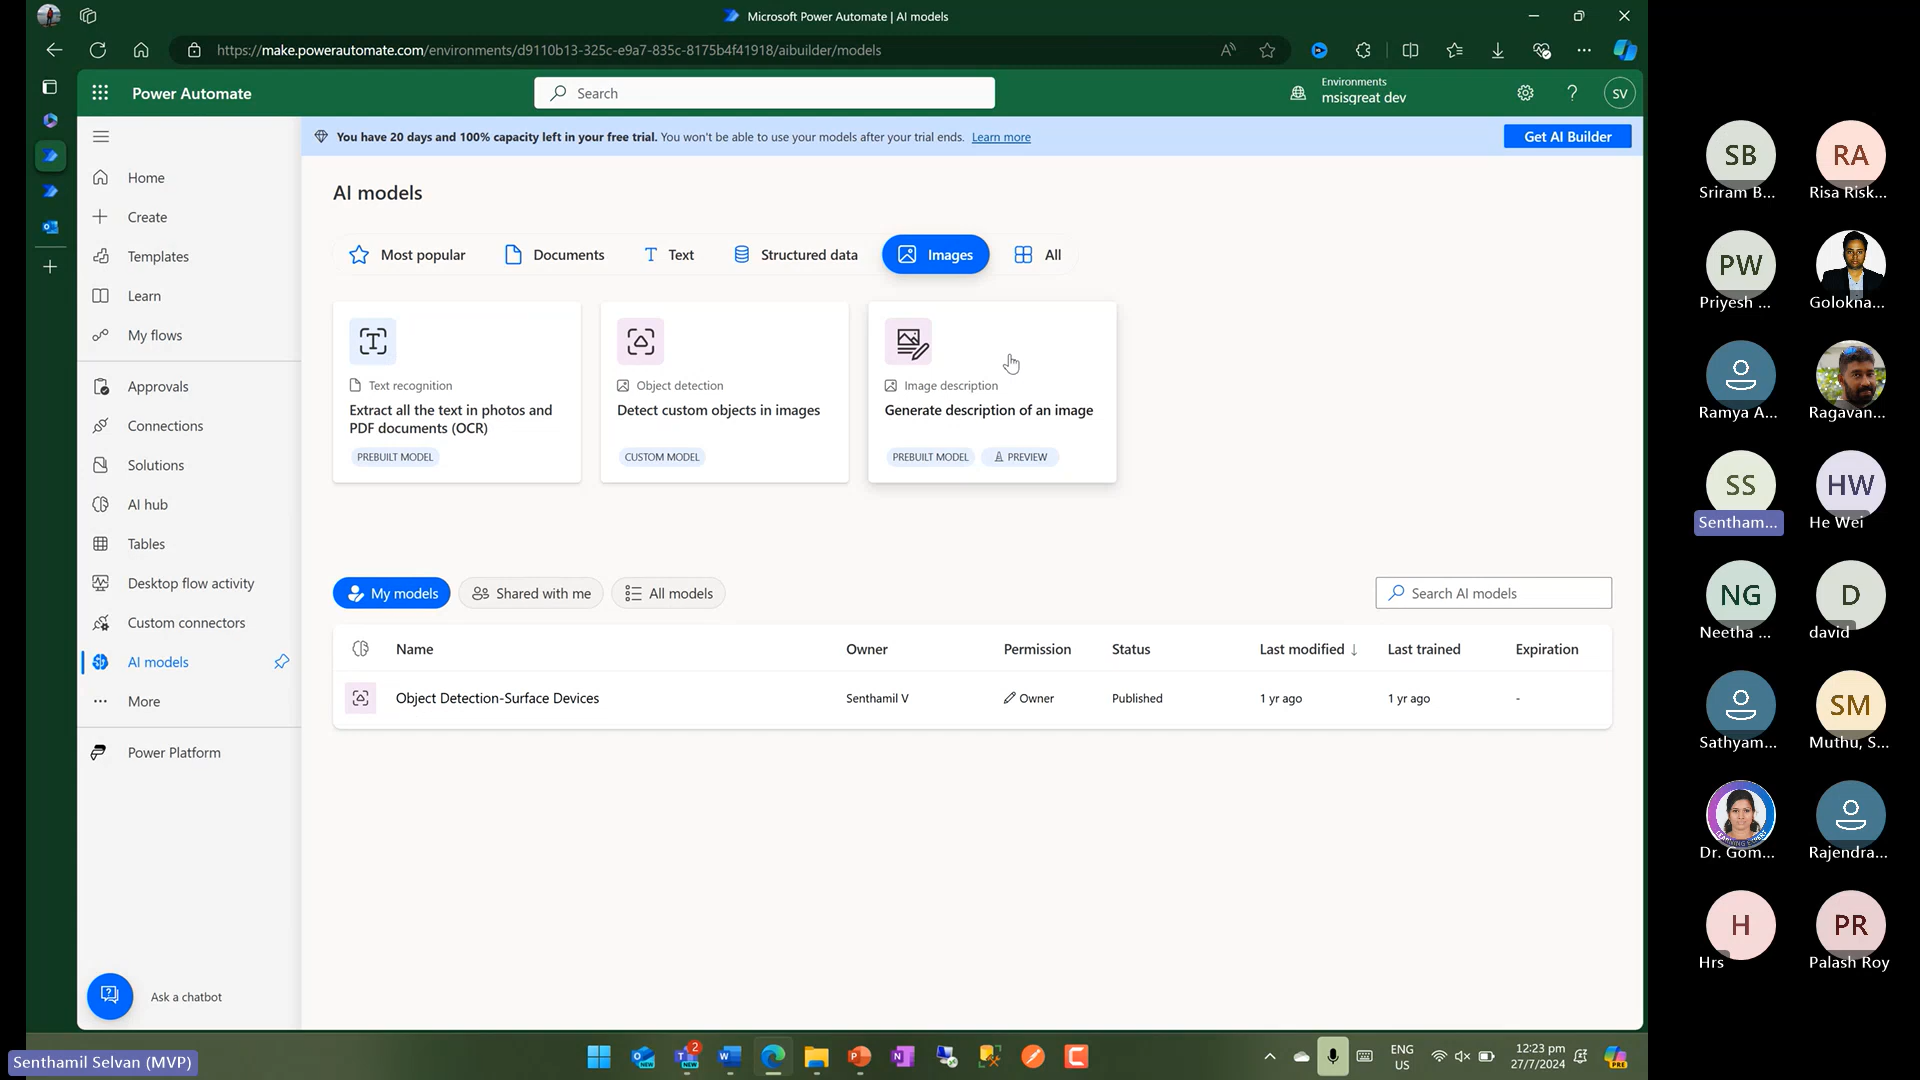 Microsoft Power Automate | AI models
https://make.powerautomate.com/environments/d9110b13-325c-e9a7-835c-8175b4f41918/aibuilder/models
Power Automate
Search
Environments
msisgreat dev
?
SV
You have 20 days and 100% capacity left in your free trial. You won't be able to use your models after your trial ends. Learn more
Get AI Builder
Home
Create
Templates
Learn
My flows
Approvals
Connections
Solutions
AI hub
Tables
Desktop flow activity
Custom connectors
AI models
More
Power Platform
Ask a chatbot
AI models
Most popular
Documents
Text
Structured data
Images
All
Text recognition
Extract all the text in photos and
PDF documents (OCR)
PREBUILT MODEL
Object detection
Detect custom objects in images
CUSTOM MODEL
Image description
Generate description of an image
PREBUILT MODEL
PREVIEW
My models
Shared with me
All models
Search AI models
Name Owner Permission Status Last modified ↓ Last trained Expiration
Object Detection-Surface Devices Senthamil V Owner Published 1 yr ago 1 yr ago -
SB
Sriram B...
RA
Risa Risk...
PW
Priyesh ...
Golokna...
Ramya A...
Ragavan...
SS
Sentham...
HW
He Wei
NG
Neetha ...
D
david
Sathyam...
SM
Muthu, S...
Dr. Gom...
Rajendra...
H
Hrs
PR
Palash Roy
Senthamil Selvan (MVP)
2
NEW
NEW
ENG
US
12:23 pm
27/7/2024
PRE